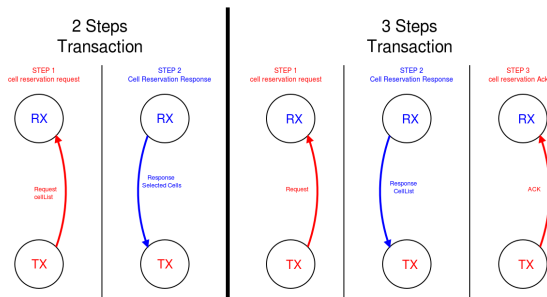 2 Steps
Transaction
3 Steps
Transaction
STEP 1
cell reservation request
STEP 2
Cell Reservation Response
STEP 1
cell reservation request
STEP 2
Cell Reservation Response
STEP 3
cell reservation Ack
RX
RX
RX
RX
RX
Request
cellList
Response
Selected Cells
Request
Response
CellList
ACK
TX
TX
TX
TX
TX